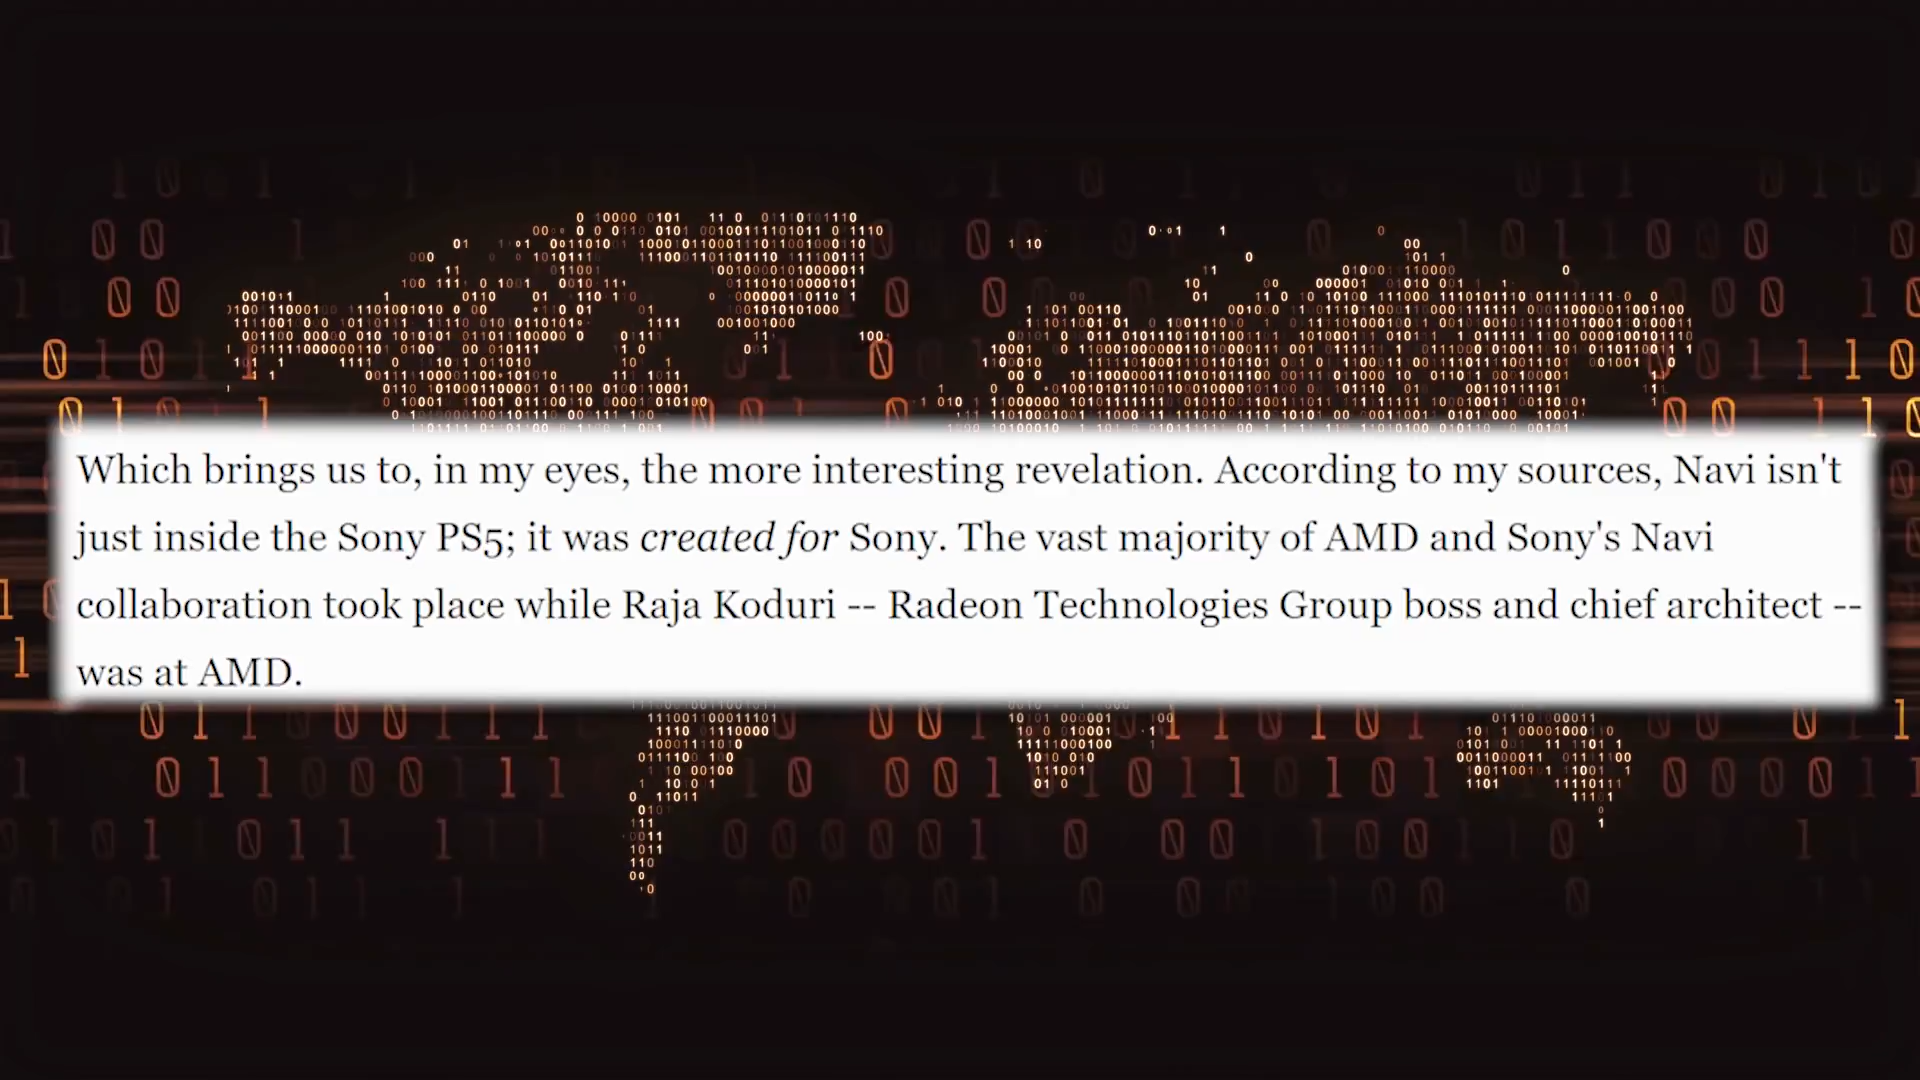 Which brings us to, in my eyes, the more interesting revelation. According to my sources, Navi isn't
just inside the Sony PS5; it was created for Sony. The vast majority of AMD and Sony's Navi
collaboration took place while Raja Koduri -- Radeon Technologies Group boss and chief architect --
was at AMD.